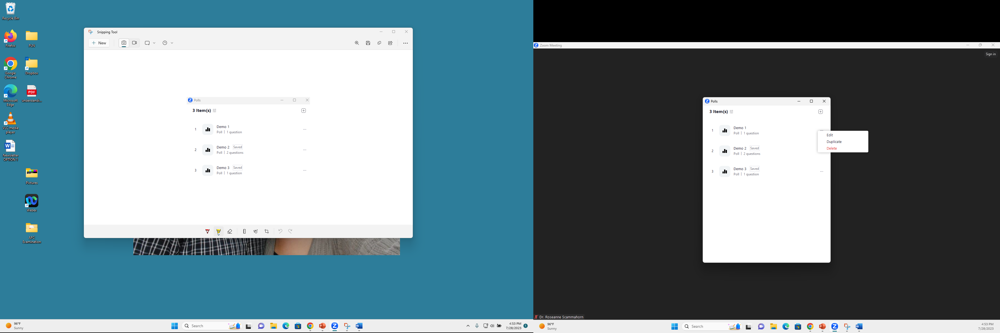 Recycle Bin
Firefox
PLN
Google
Chrome
Dropbox
Microsoft
Edge
PDF
understandi...
VLC media
player
Newsletter
OPTION 1
Pictures
Webex
AFC
Examination
Snipping Tool
New
Polls
3 Item(s)
1
Demo 1
Poll | 1 question
2
Demo 2 Saved
Poll | 2 questions
3
Demo 3 Saved
Poll | 1 question
96°F
Sunny
Search
4:53 PM
7/28/2023
1
Zoom Meeting
Sign in
Polls
3 Item(s)
1
Demo 1
Poll | 1 question
2
Demo 2 Saved
Poll | 2 questions
3
Demo 3 Saved
Poll | 1 question
Edit
Duplicate
Delete
Dr. Roseanne Scammahorn
96°F
Sunny
Search
4:53 PM
7/28/2023